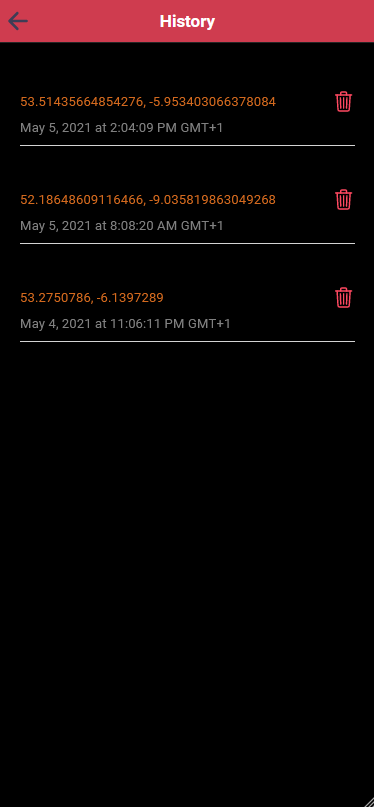 History
53.51435664854276, -5.953403066378084
May 5, 2021 at 2:04:09 PM GMT+1
52.18648609116466, -9.035819863049268
May 5, 2021 at 8:08:20 AM GMT+1
53.2750786, -6.1397289
May 4, 2021 at 11:06:11 PM GMT+1